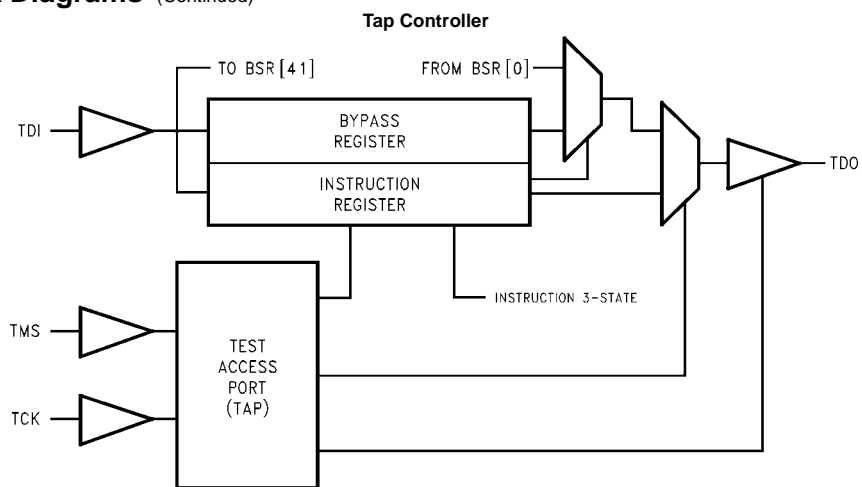 Diagrams (Continued)
Tap Controller
TO BSR [41]
FROM BSR [0]
TDI
BYPASS
REGISTER
INSTRUCTION
REGISTER
TDO
INSTRUCTION 3-STATE
TMS
TEST
ACCESS
PORT
(TAP)
TCK